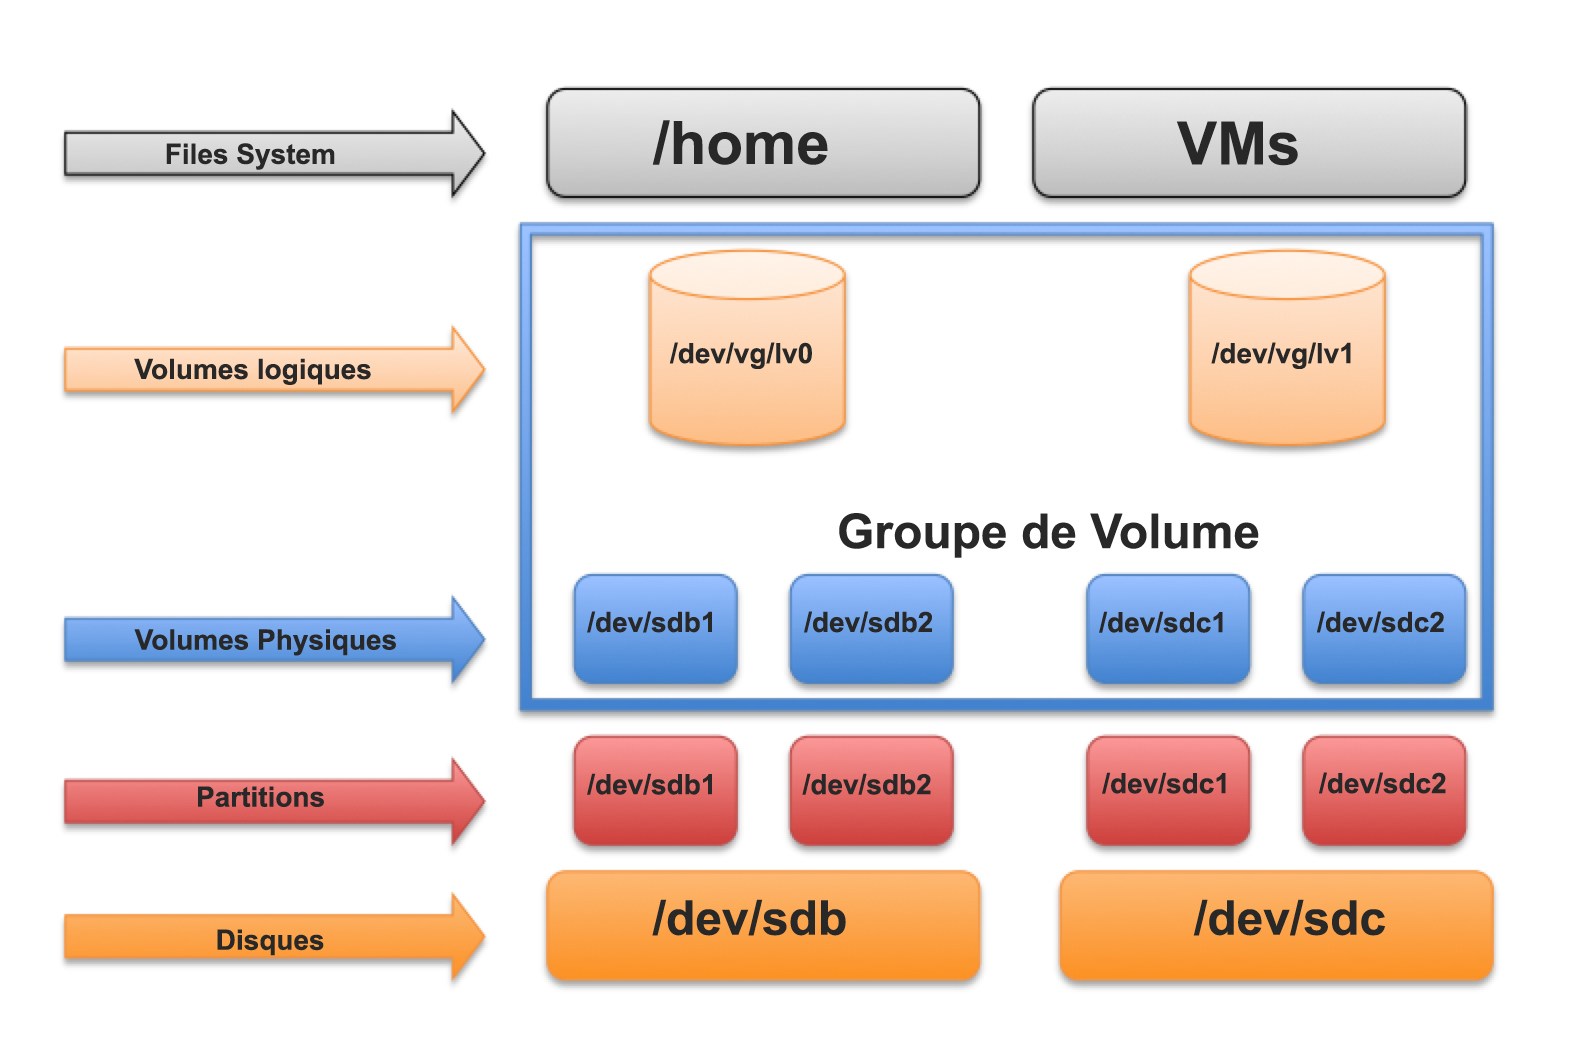 Files System
/home
VMs
Volumes logiques
/dev/vg/lv0
/dev/vg/lv1
Groupe de Volume
Volumes Physiques
/dev/sdb1
/dev/sdb2
/dev/sdc1
/dev/sdc2
Partitions
/dev/sdb1
/dev/sdb2
/dev/sdc1
/dev/sdc2
Disques
/dev/sdb
/dev/sdc